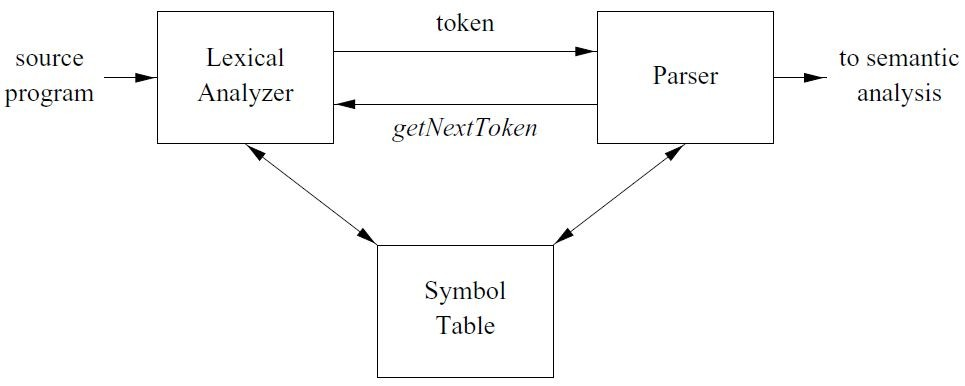 source
program
Lexical
Analyzer
token
getNextToken
Parser
to semantic
analysis
Symbol
Table